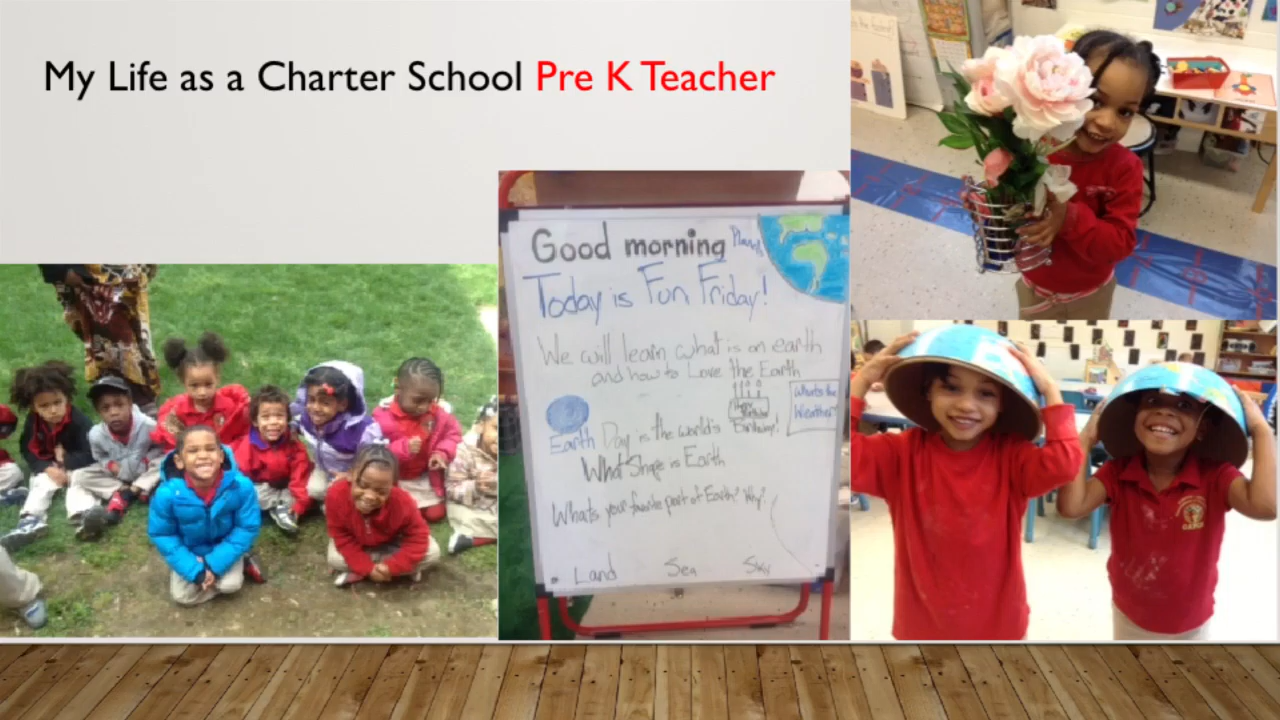 My Life as a Charter School Pre K Teacher
Good morning
Today is Fun Friday!
We will learn what is on earth
and how to Love the Earth
Happy
Birthday
What's the
Weather?
Earth Day is the world's Birthday!
What Shape is Earth
What's your favorite part of Earth? Why?
Land Sea Sky